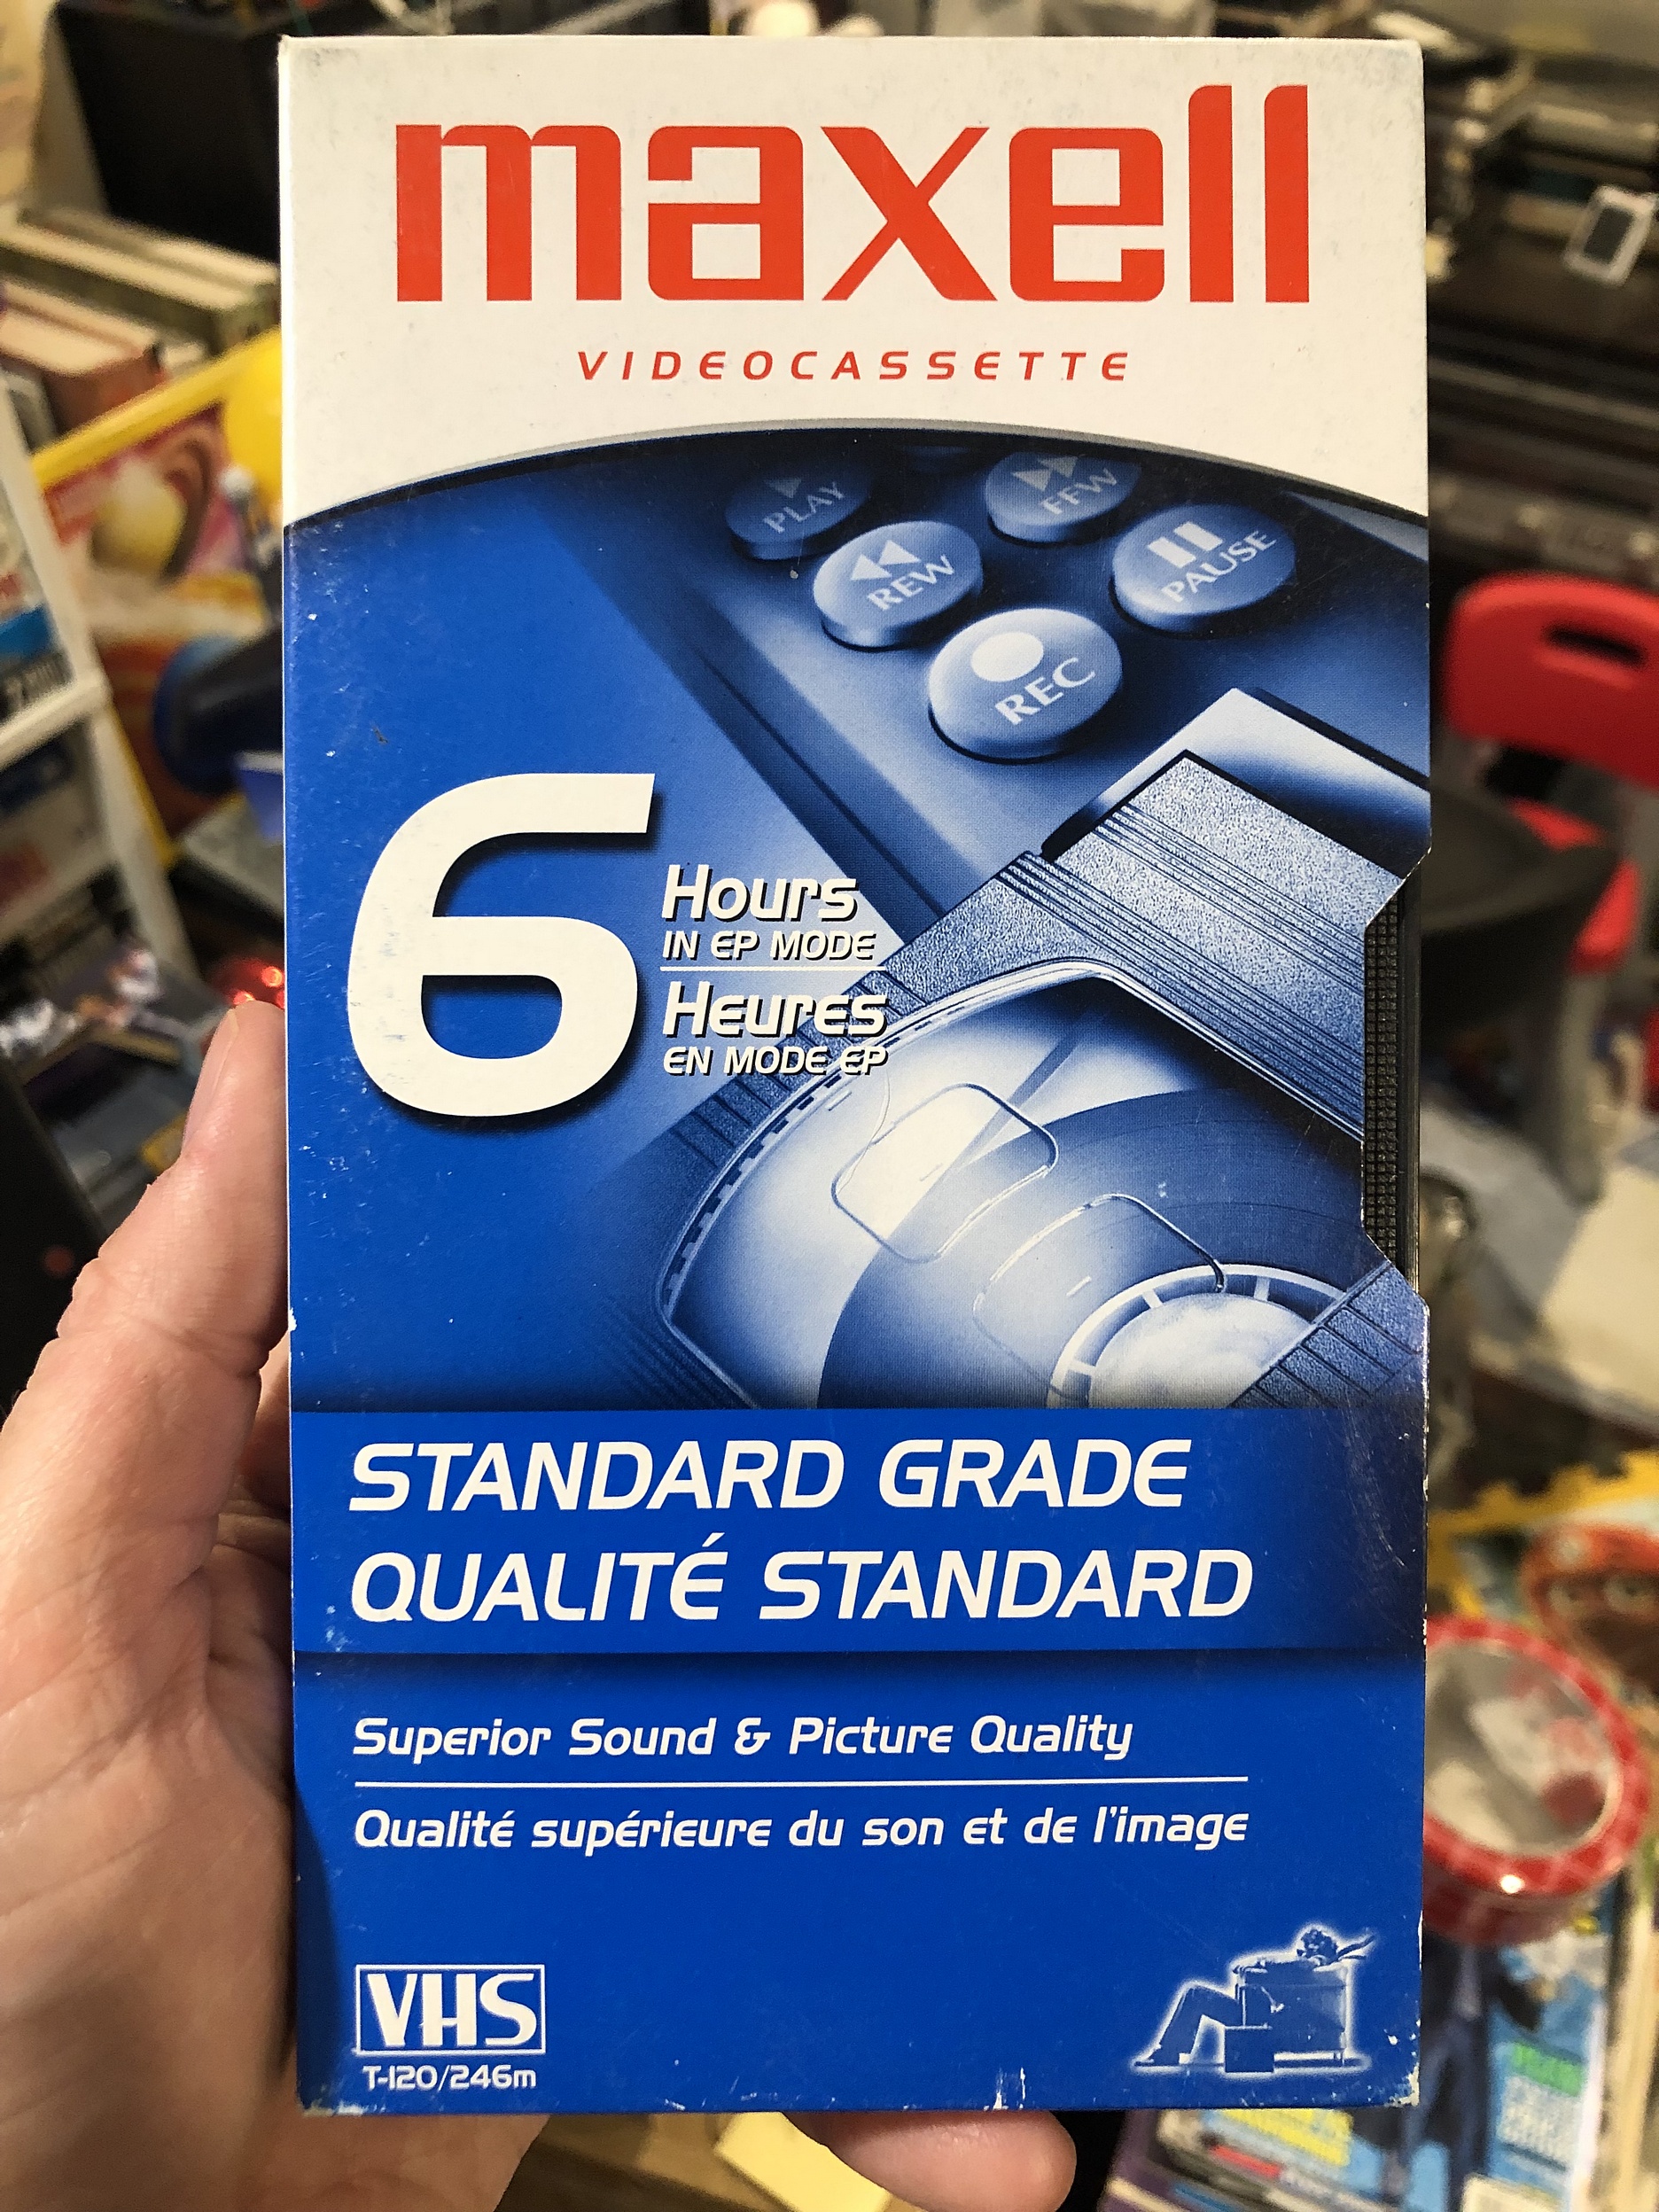 maxell
VIDEOCASSETTE
PLAY
FFW
REW
PAUSE
REC
6
Hours
IN EP MODE
Heures
EN MODE EP
STANDARD GRADE
QUALITÉ STANDARD
Superior Sound & Picture Quality
Qualité supérieure du son et de l'image
VHS
T-120/246m